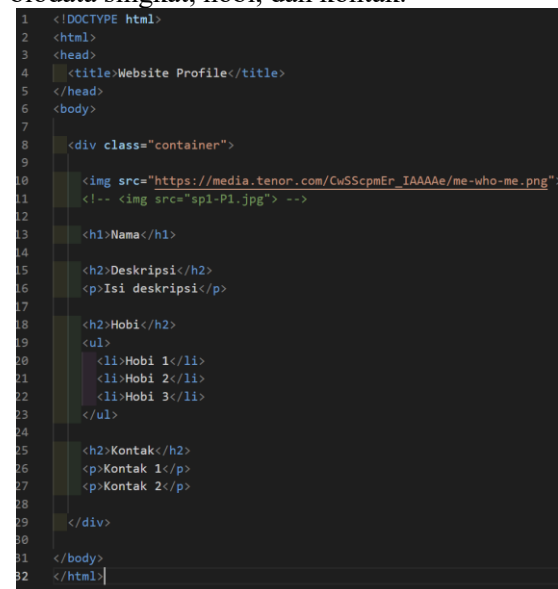 biodata singkat, hobi, dan kontak.
1 <!DOCTYPE html>
2 <html>
3 <head>
4 <title>Website Profile</title>
5 </head>
6 <body>
7
8 <div class="container">
9
10 <img src="https://media.tenor.com/CwSScpmEr_IAAAAe/me-who-me.png">
11 <!-- <img src="sp1-P1.jpg"> -->
12
13 <h1>Nama</h1>
14
15 <h2>Deskripsi</h2>
16 <p>Isi deskripsi</p>
17
18 <h2>Hobi</h2>
19 <ul>
20 <li>Hobi 1</li>
21 <li>Hobi 2</li>
22 <li>Hobi 3</li>
23 </ul>
24
25 <h2>Kontak</h2>
26 <p>Kontak 1</p>
27 <p>Kontak 2</p>
28
29 </div>
30
31 </body>
32 </html>